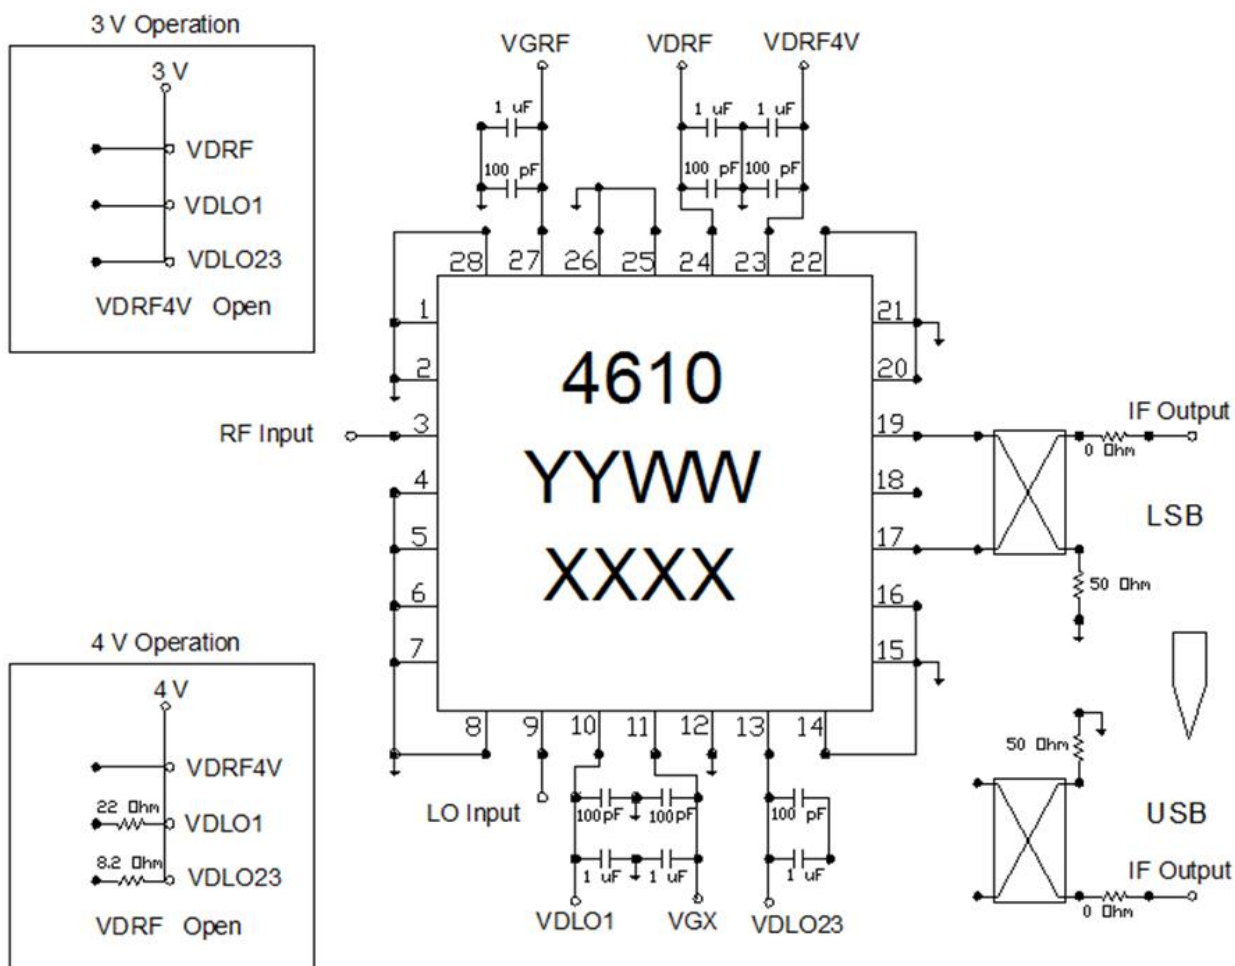 3 V Operation
3 V
VDRF
VDLO1
VDLO23
VDRF4V Open
VGRF
VDRF
VDRF4V
1 uF
1 uF
1 uF
100 pF
100 pF
100 pF
28
27
26
25
24
23
22
1
2
3
4
5
6
7
21
20
19
18
17
16
15
8
9
10
11
12
13
14
4610
YYWW
XXXX
RF Input
IF Output
0 Ohm
LSB
50 Ohm
4 V Operation
4 V
VDRF4V
22 Ohm
VDLO1
8.2 Ohm
VDLO23
VDRF Open
LO Input
100pF
100pF
100 pF
1 uF
1 uF
1 uF
VDLO1
VGX
VDLO23
50 Ohm
USB
IF Output
0 Ohm